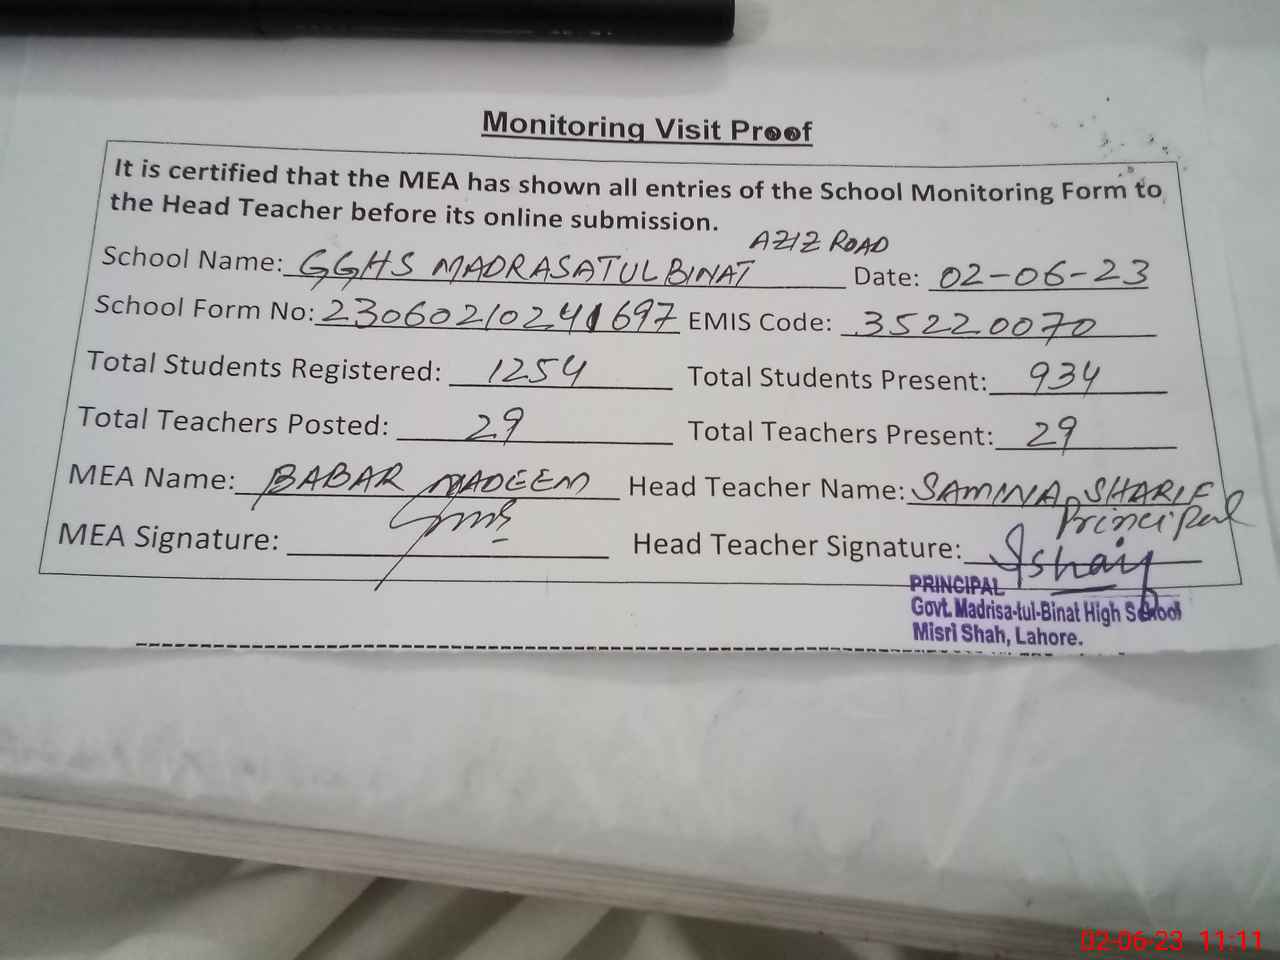 Monitoring Visit Proof
It is certified that the MEA has shown all entries of the School Monitoring Form to
the Head Teacher before its online submission.
AZIZ ROAD
School Name: GGHS MADRASATUL BINAT Date: 02-06-23
School Form No: 230602102411697 EMIS Code: 35220070
Total Students Registered: 1254 Total Students Present: 934
Total Teachers Posted: 29 Total Teachers Present: 29
MEA Name: BABAR NADEEM Head Teacher Name: SAMINA SHARIF
Principal
MEA Signature: Head Teacher Signature:
PRINCIPAL
Govt. Madrisa-tul-Binat High School
Misri Shah, Lahore.
02-06-23 11:11